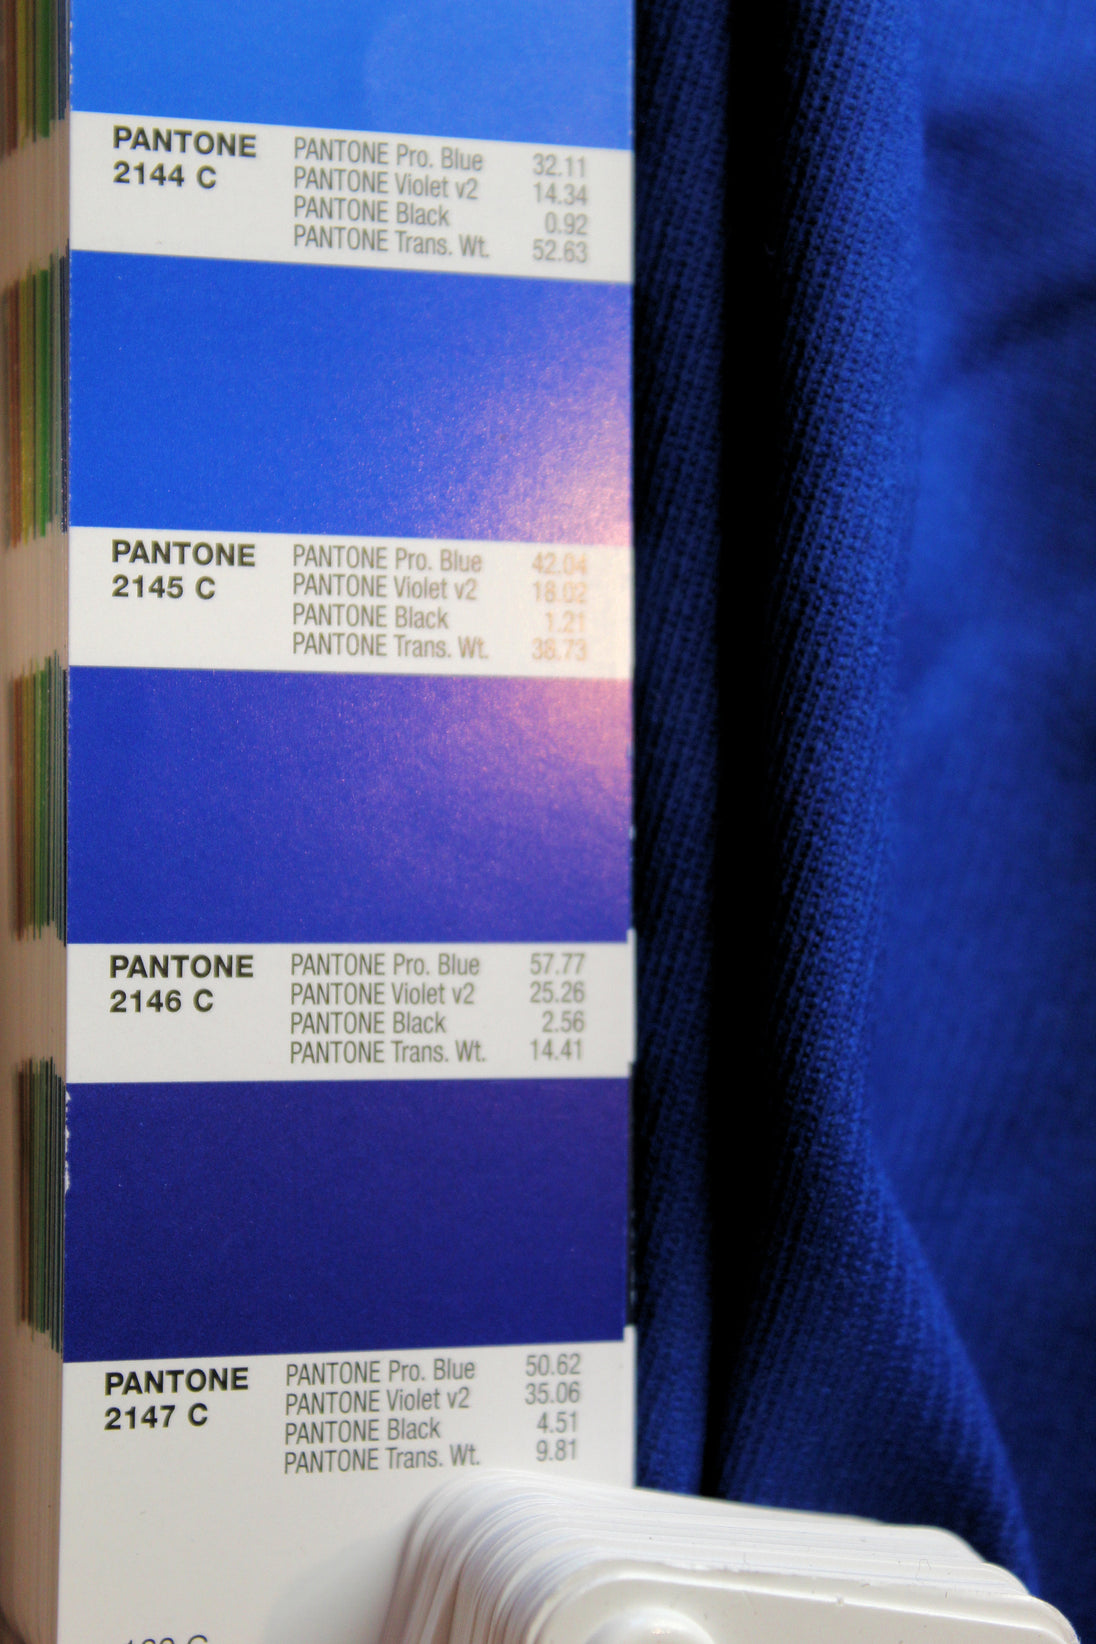 PANTONE
2144 C
PANTONE Pro. Blue 32.11
PANTONE Violet v2 14.34
PANTONE Black 0.92
PANTONE Trans. Wt. 52.63
PANTONE
2145 C
PANTONE Pro. Blue 42.04
PANTONE Violet v2 18.02
PANTONE Black 1.21
PANTONE Trans. Wt. 38.73
PANTONE
2146 C
PANTONE Pro. Blue 57.77
PANTONE Violet v2 25.26
PANTONE Black 2.56
PANTONE Trans. Wt. 14.41
PANTONE
2147 C
PANTONE Pro. Blue 50.62
PANTONE Violet v2 35.06
PANTONE Black 4.51
PANTONE Trans. Wt. 9.81